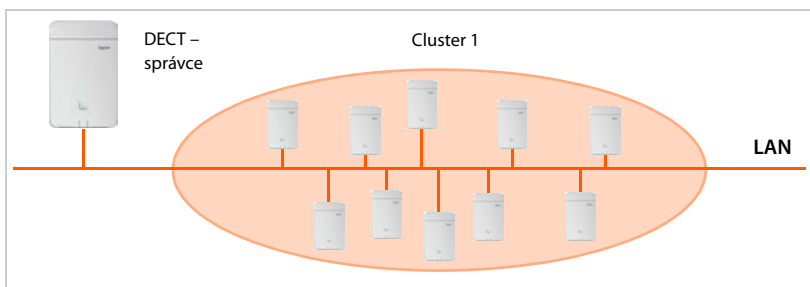 DECT –
správce
Cluster 1
LAN